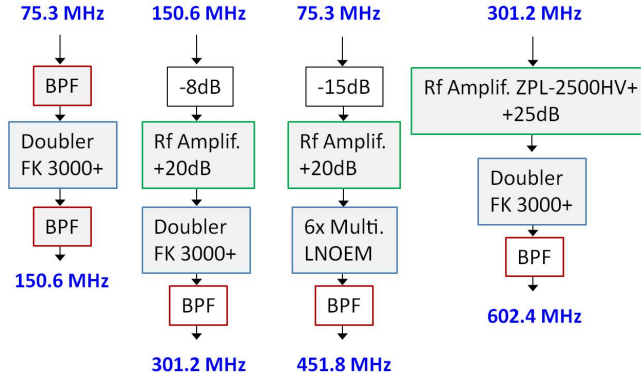 75.3 MHz
BPF
Doubler
FK 3000+
BPF
150.6 MHz
150.6 MHz
-8dB
Rf Amplif.
+20dB
Doubler
FK 3000+
BPF
301.2 MHz
75.3 MHz
-15dB
Rf Amplif.
+20dB
6x Multi.
LNOEM
BPF
451.8 MHz
301.2 MHz
Rf Amplif. ZPL-2500HV+
+25dB
Doubler
FK 3000+
BPF
602.4 MHz